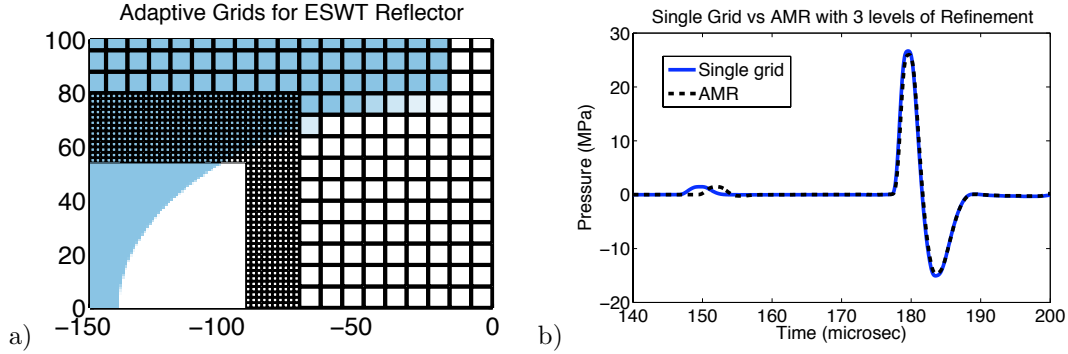 Adaptive Grids for ESWT Reflector
100
80
60
40
20
0
−150
−100
−50
0
a)
Single Grid vs AMR with 3 levels of Refinement
30
20
10
0
−10
−20
Pressure (MPa)
Single grid
AMR
140
150
160
170
180
190
200
Time (microsec)
b)